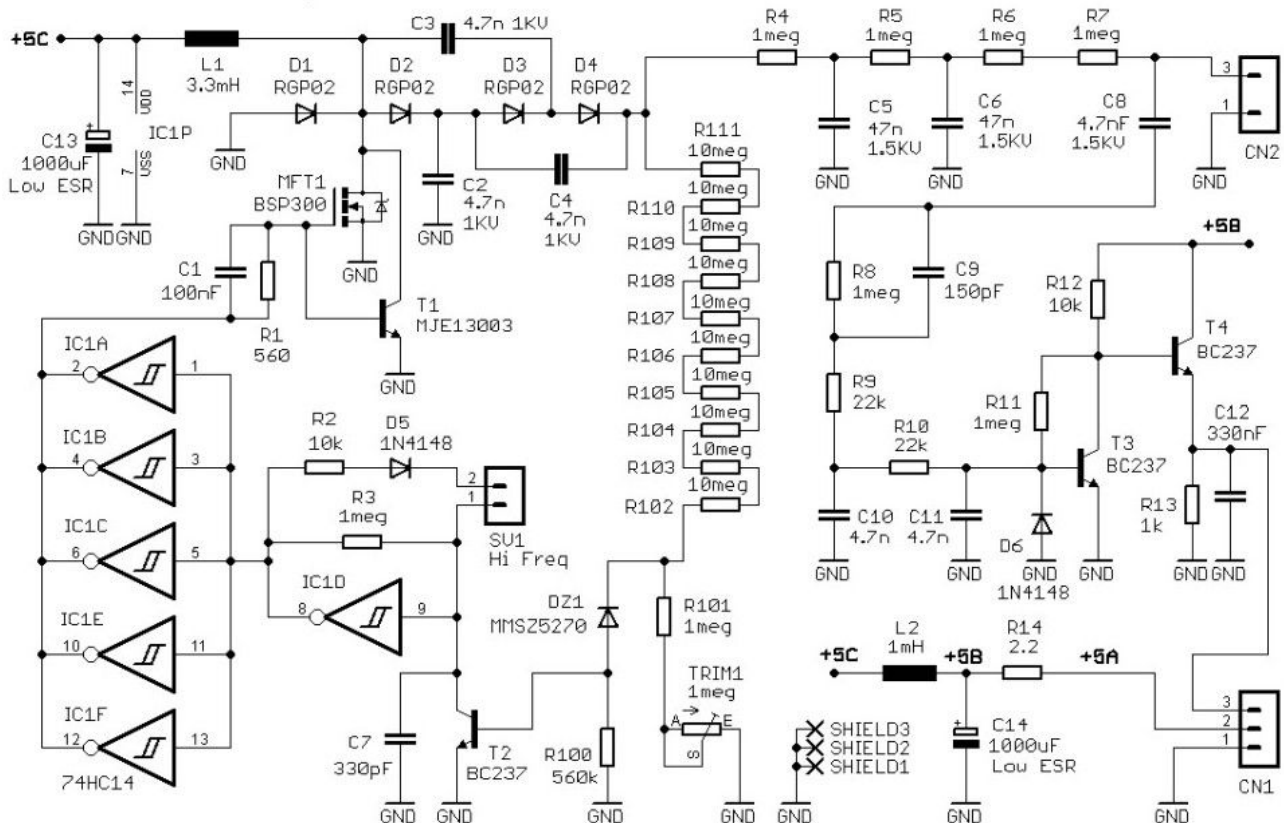 +5C
L1
3.3mH
14
VDD
IC1P
7
VSS
C13
1000uF
Low ESR
GND
GND
C3
4.7n 1KV
D1
RGP02
D2
RGP02
D3
RGP02
D4
RGP02
GND
MFT1
BSP300
GND
C2
4.7n
1KV
GND
C4
4.7n
1KV
C1
100nF
R1
560
T1
MJE13003
GND
R4
1meg
R5
1meg
R6
1meg
R7
1meg
C5
47n
1.5KV
GND
C6
47n
1.5KV
GND
C8
4.7nF
1.5KV
3
1
CN2
GND
R111
10meg
10meg
R110
10meg
R109
10meg
R108
10meg
R107
10meg
R106
10meg
R105
10meg
R104
10meg
R103
10meg
R102
R8
1meg
C9
150pF
R9
22k
R10
22k
C10
4.7n
GND
C11
4.7n
GND
D6
1N4148
GND
R11
1meg
R12
10k
T3
BC237
GND
+5B
T4
BC237
C12
330nF
R13
1k
GND
GND
IC1A
2
1
IC1B
4
3
IC1C
6
5
IC1E
10
11
IC1F
12
13
74HC14
R2
10k
D5
1N4148
2
1
SV1
Hi Freq
R3
1meg
IC1D
8
9
C7
330pF
GND
T2
BC237
GND
DZ1
MMSZ5270
R100
560k
GND
R101
1meg
TRIM1
1meg
A
E
S
GND
SHIELD3
SHIELD2
SHIELD1
GND
+5C
L2
1mH
+5B
R14
2.2
+5A
C14
1000uF
Low ESR
GND
3
2
1
CN1
GND